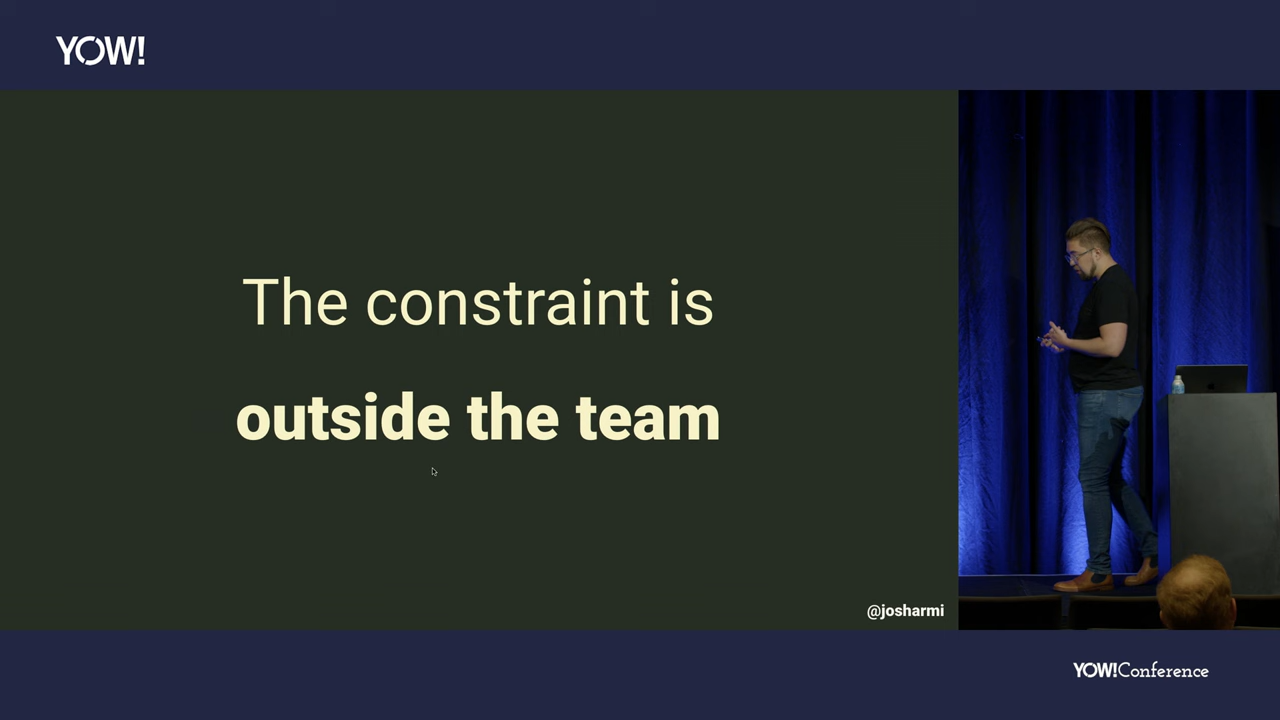 YOW!
The constraint is
outside the team
@josharmi
YOW!Conference